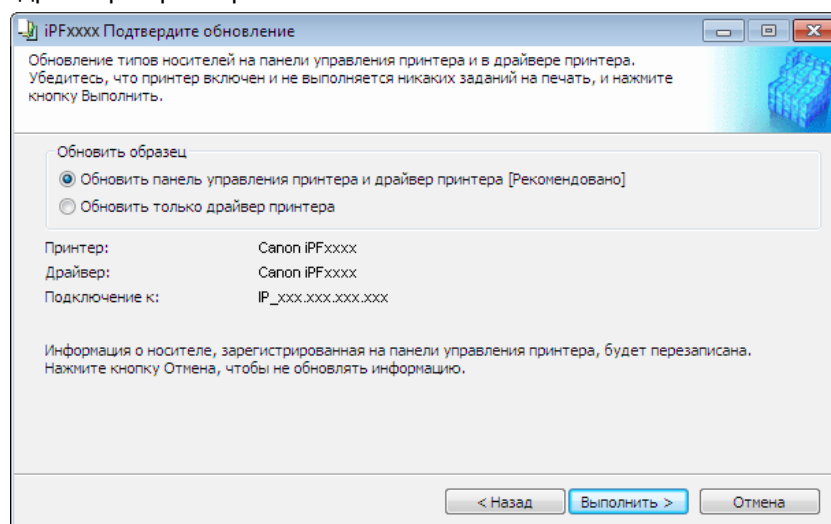 iPFxxxx Подтвердите обновление
Обновление типов носителей на панели управления принтера и в драйвере принтера.
Убедитесь, что принтер включен и не выполняется никаких заданий на печать, и нажмите
кнопку Выполнить.
Обновить образец
Обновить панель управления принтера и драйвер принтера [Рекомендовано]
Обновить только драйвер принтера
Принтер: Canon iPFxxxx
Драйвер: Canon iPFxxxx
Подключение к: IP_xxx.xxx.xxx.xxx
Информация о носителе, зарегистрированная на панели управления принтера, будет перезаписана.
Нажмите кнопку Отмена, чтобы не обновлять информацию.
< Назад Выполнить > Отмена